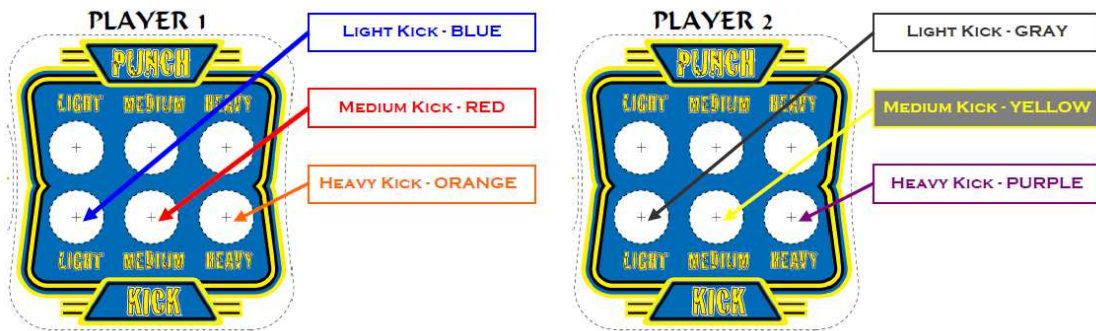 PLAYER 1
LIGHT KICK - BLUE
PUNCH
LIGHT MEDIUM HEAVY
MEDIUM KICK - RED
HEAVY KICK - ORANGE
LIGHT MEDIUM HEAVY
KICK
PLAYER 2
LIGHT KICK - GRAY
PUNCH
LIGHT MEDIUM HEAVY
MEDIUM KICK - YELLOW
HEAVY KICK - PURPLE
LIGHT MEDIUM HEAVY
KICK